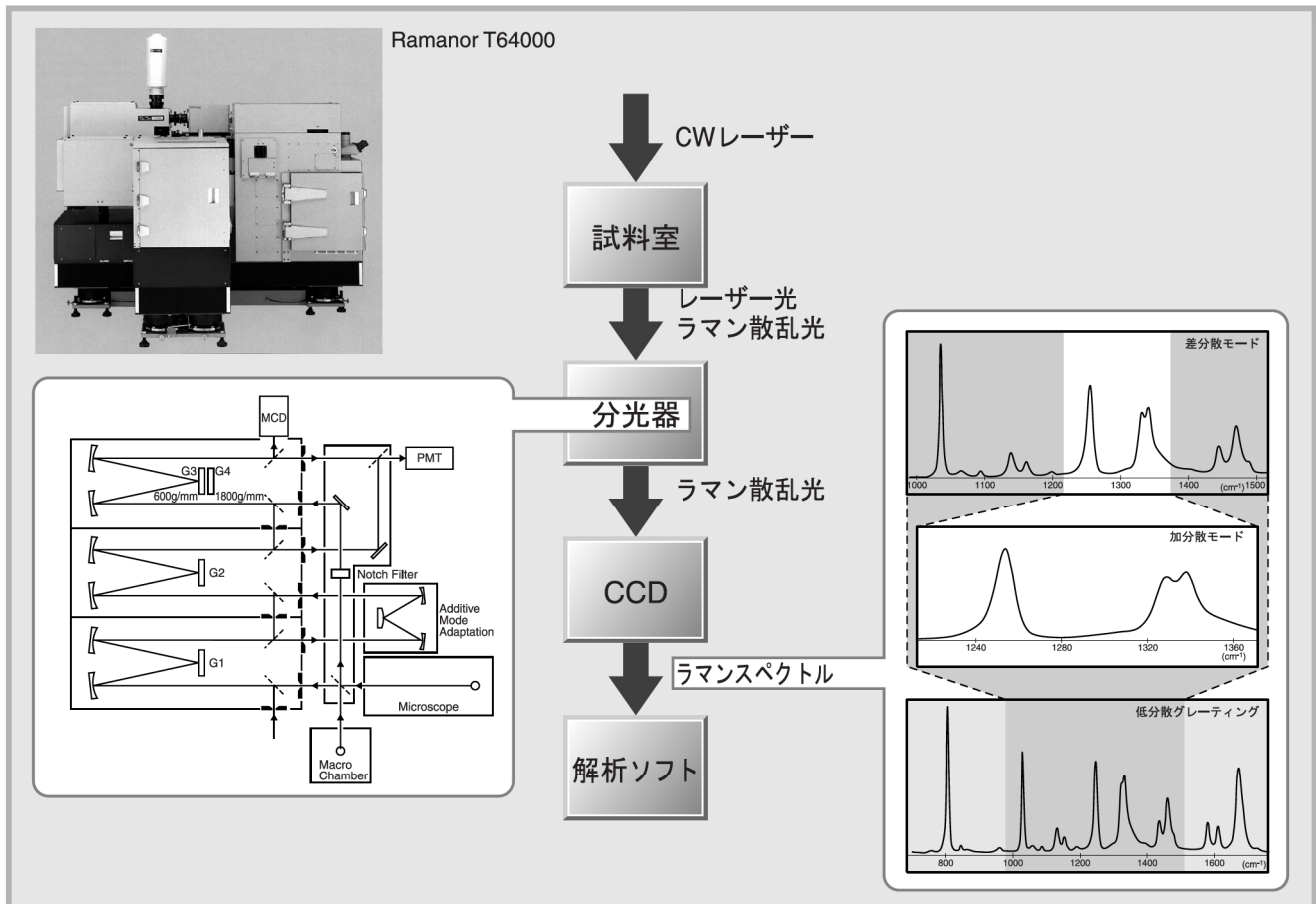 Ramanor T64000
CWレーザー
試料室
レーザー光
ラマン散乱光
分光器
ラマン散乱光
CCD
ラマンスペクトル
解析ソフト
MCD
PMT
G3 G4
600g/mm 1800g/mm
G2
Notch Filter
Additive
Mode
Adaptation
G1
Microscope
Macro
Chamber
差分散モード
1000 1100 1200 1300 1400 (cm-1) 1500
加分散モード
1240 1280 1320 1360
(cm-1)
低分散グレーティング
800 1000 1200 1400 1600 (cm-1)